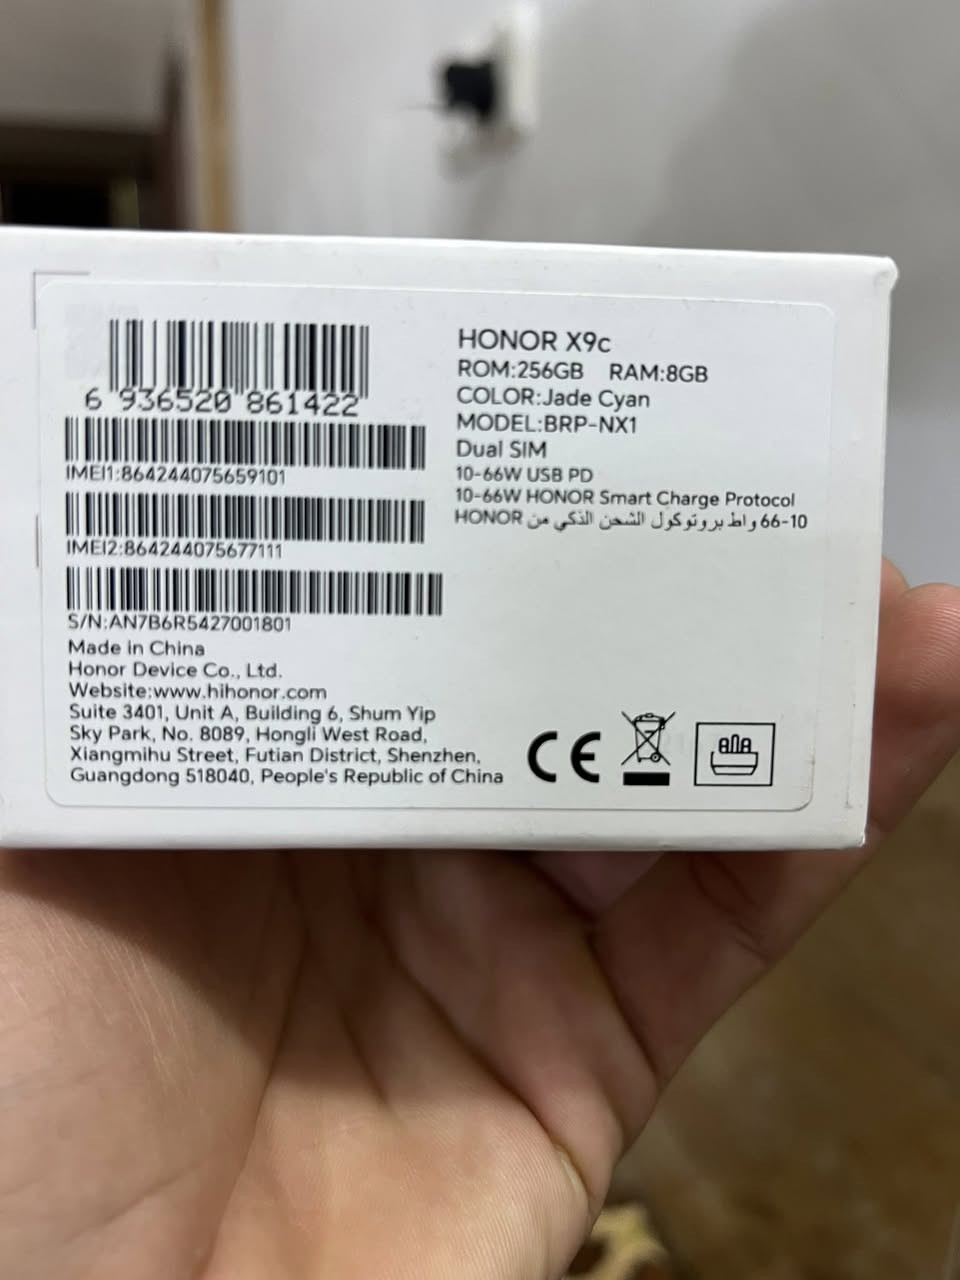 6 936520 861422
IMEI1:864244075659101
IMEI2:864244075677111
S/N:AN7B6R5427001801
Made in China
Honor Device Co., Ltd.
Website:www.hihonor.com
Suite 3401, Unit A, Building 6, Shum Yip
Sky Park, No. 8089, Hongli West Road,
Xiangmihu Street, Futian District, Shenzhen,
Guangdong 518040, People's Republic of China
HONOR X9c
ROM:256GB RAM:8GB
COLOR:Jade Cyan
MODEL:BRP-NX1
Dual SIM
10-66W USB PD
10-66W HONOR Smart Charge Protocol
10-66 واط بروتوكول الشحن الذكي من HONOR
CE